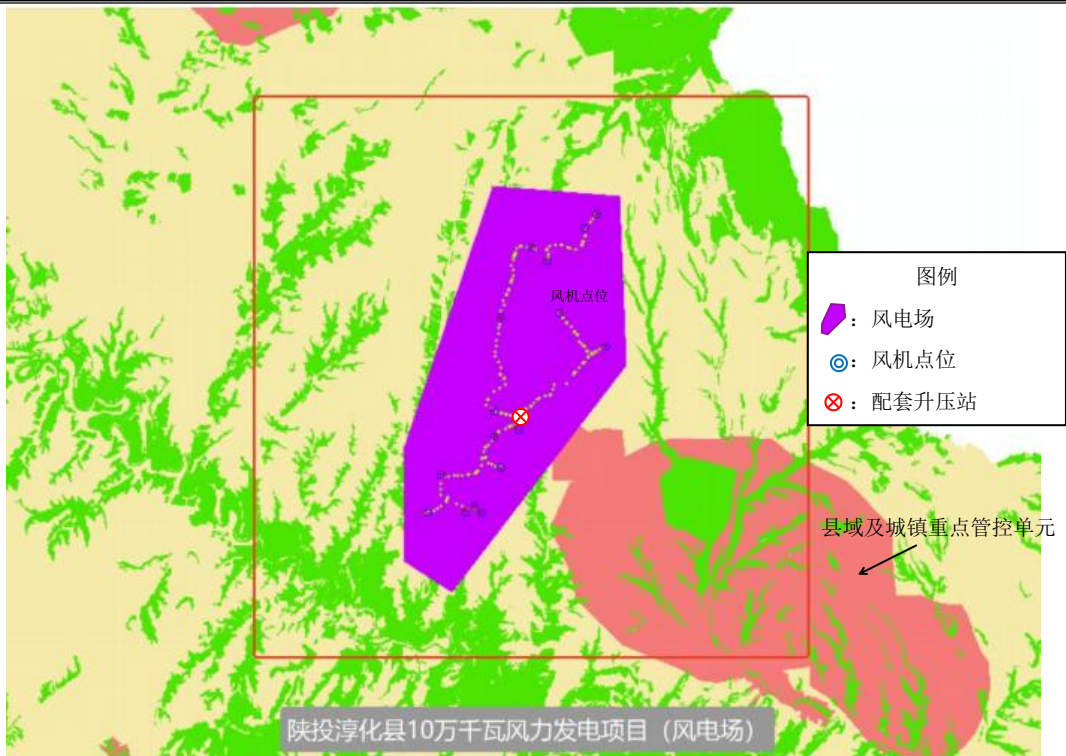 风机点位
图例
：风电场
：风机点位
：配套升压站
县域及城镇重点管控单元
陕投淳化县10万千瓦风力发电项目（风电场）